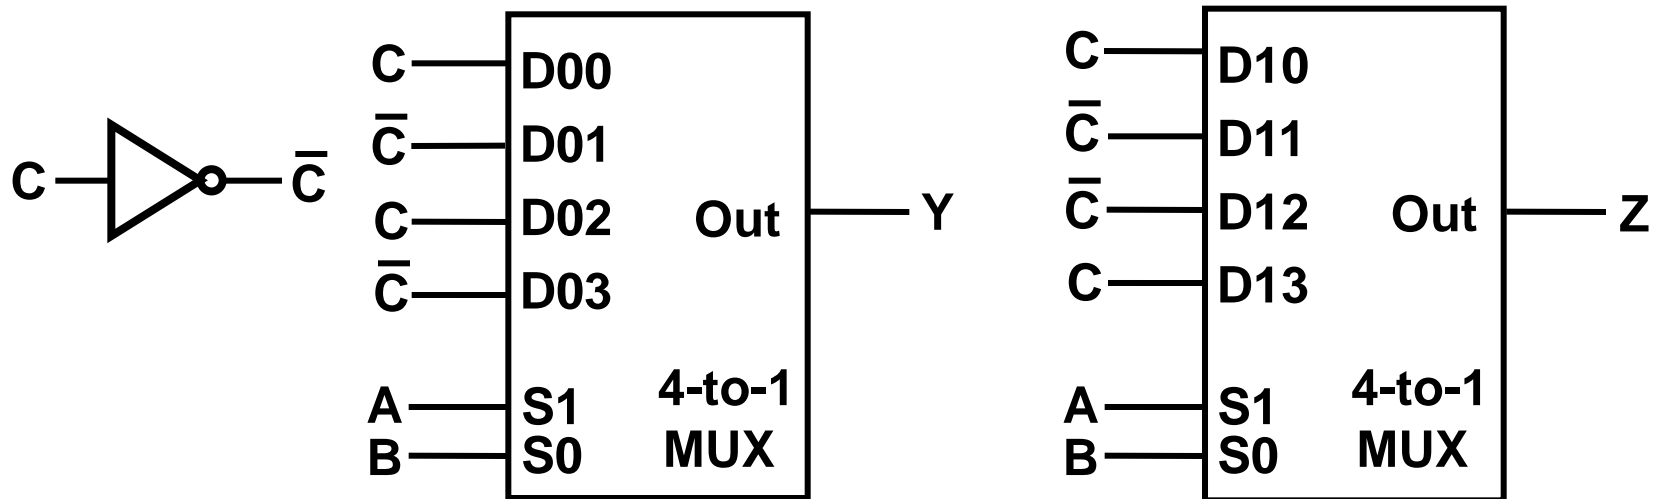 C
C̅
C
C̅
C
C̅
A
B
D00
D01
D02
D03
S1
S0
Out
4-to-1
MUX
Y
C
C̅
C̅
C
A
B
D10
D11
D12
D13
S1
S0
Out
4-to-1
MUX
Z